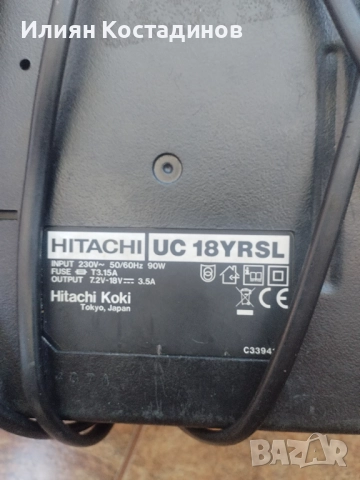 Илиян Костадинов
HITACHI UC 18YRSL
INPUT 230V~ 50/60Hz 90W
FUSE T3.15A
OUTPUT 7.2V-18V 3.5A
Hitachi Koki
Tokyo, Japan
CE
BAZAR